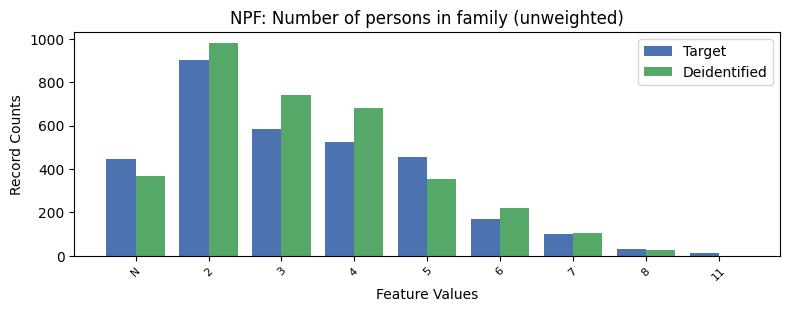 NPF: Number of persons in family (unweighted)
Record Counts
1000
800
600
400
200
0
Target
Deidentified
N 2 3 4 5 6 7 8 11
Feature Values